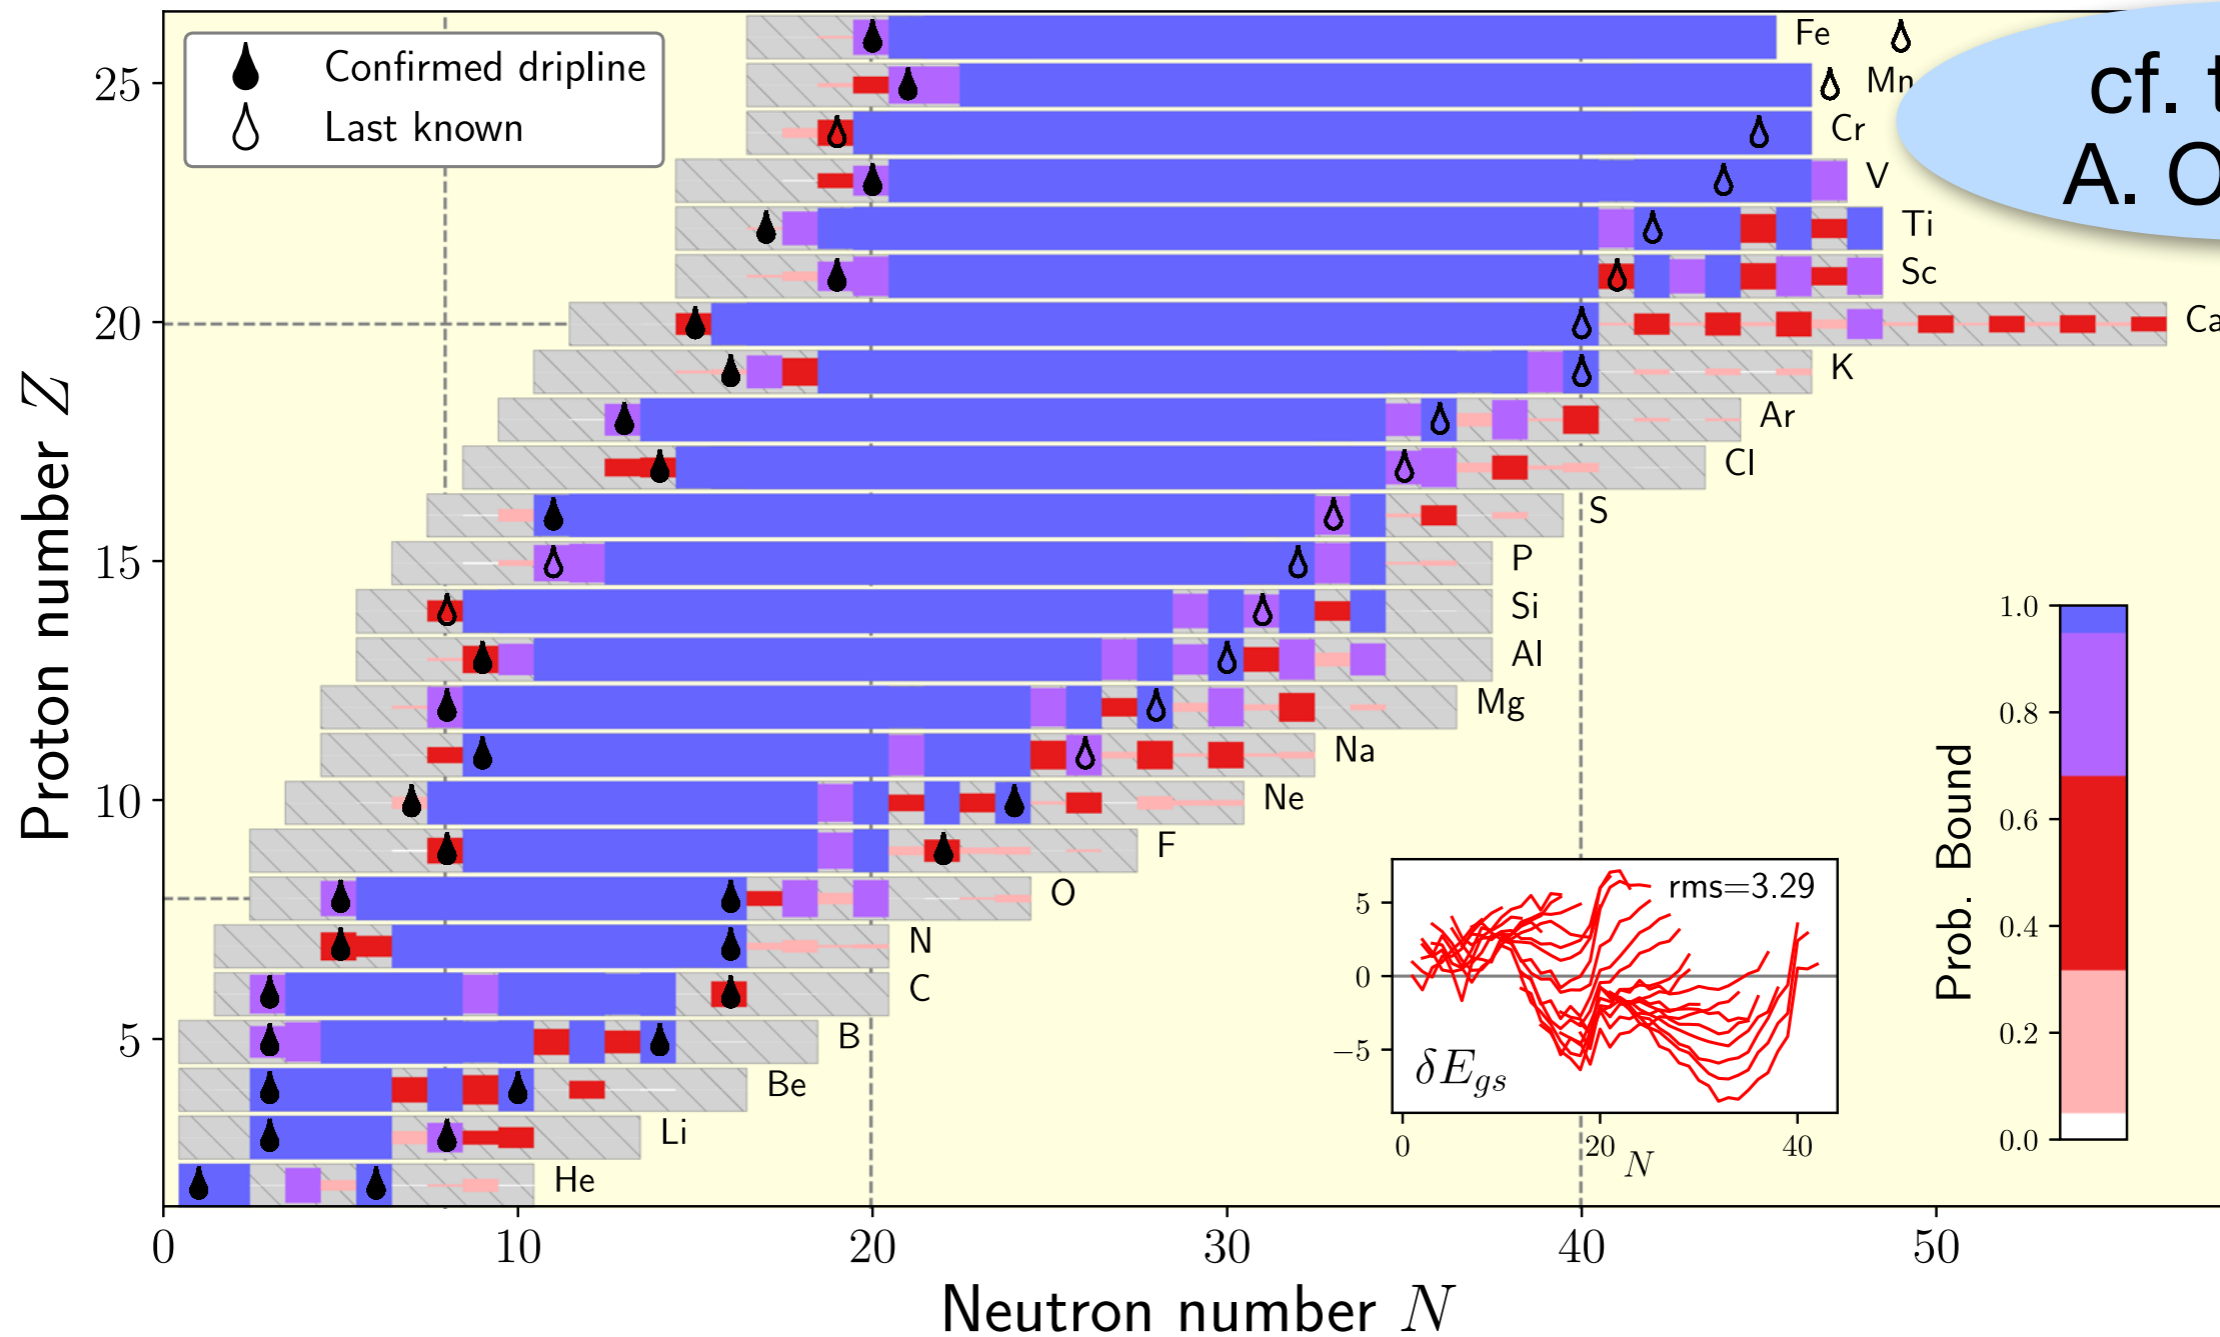 Confirmed dripline
Last known
cf. t
A. O
Fe
Mn
Cr
V
Ti
Sc
Ca
K
Ar
Cl
S
P
Si
Al
Mg
Na
Ne
F
O
N
C
B
Be
Li
He
25
20
15
10
5
Proton number Z
0 10 20 30 40 50
Neutron number N
rms=3.29
5
0
−5
δE_gs
0 20 40
N
Prob. Bound
1.0
0.8
0.6
0.4
0.2
0.0